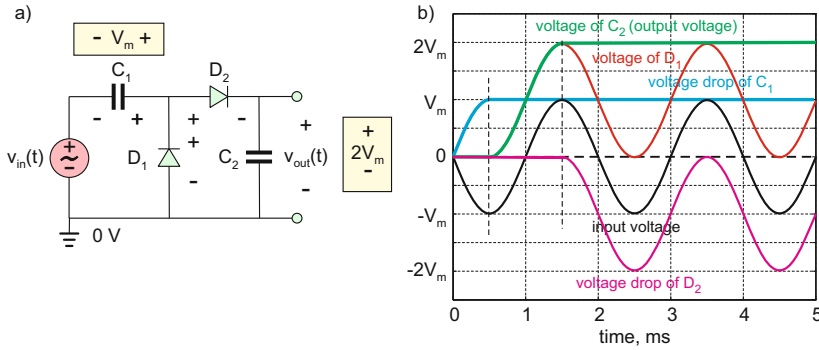 a)
- Vm +
C1
D2
- +
+ -
+
vin(t)
+
D1
-
C2
+
vout(t)
-
+
2Vm
-
0 V
b)
voltage of C2 (output voltage)
voltage of D1
voltage drop of C1
input voltage
voltage drop of D2
2Vm
Vm
0
-Vm
-2Vm
0 1 2 3 4 5
time, ms